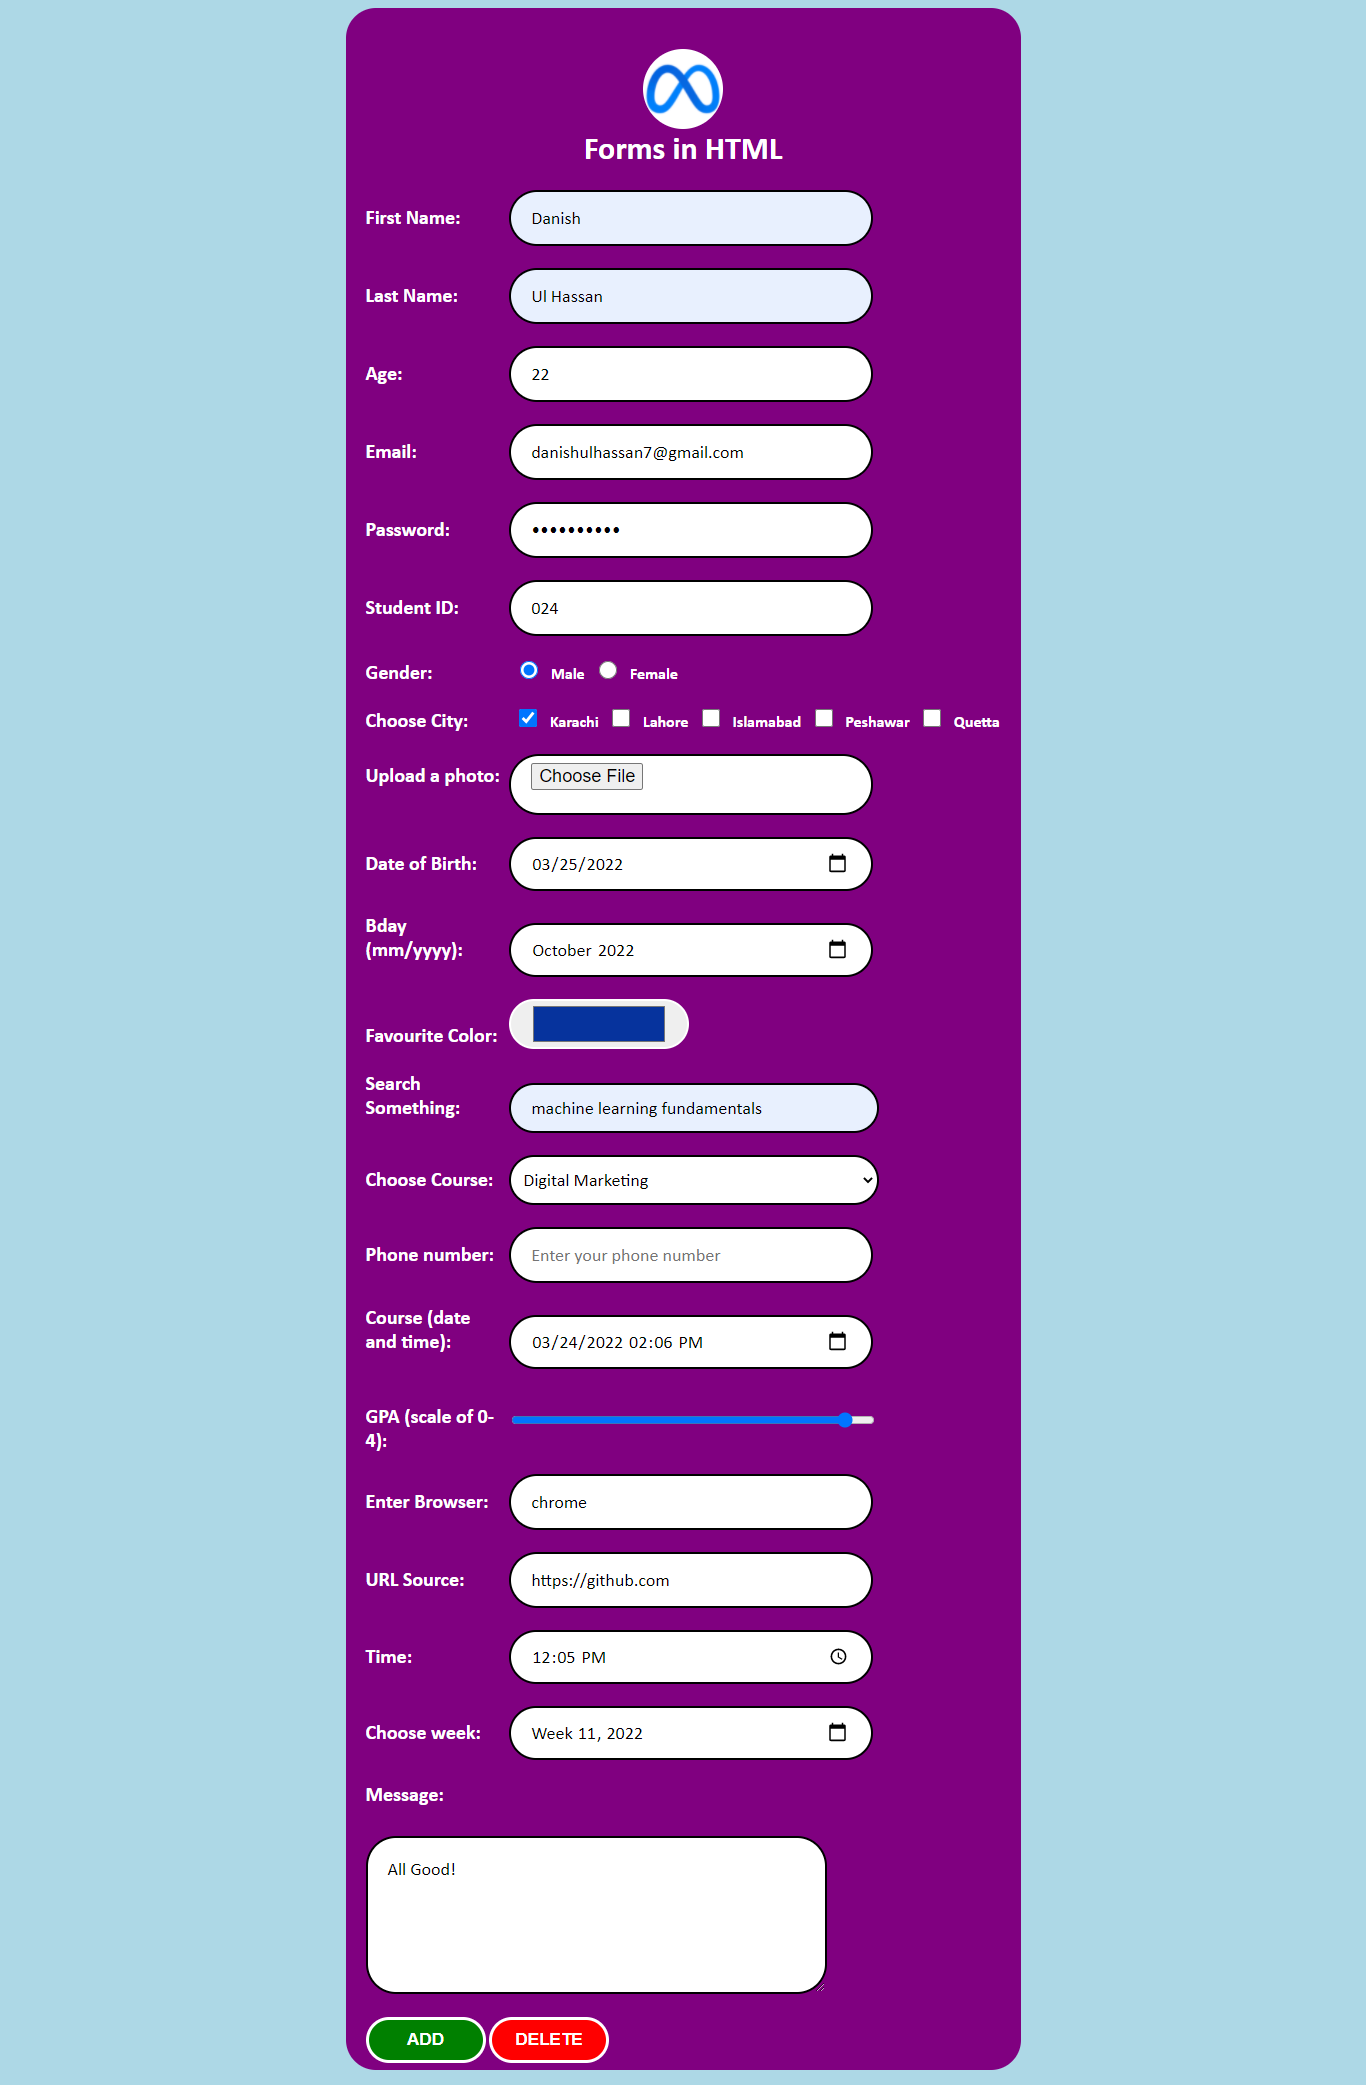 Forms in HTML
First Name: Danish
Last Name: Ul Hassan
Age: 22
Email: danishulhassan7@gmail.com
Password: ••••••••••
Student ID: 024
Gender: Male Female
Choose City: Karachi Lahore Islamabad Peshawar Quetta
Upload a photo: Choose File
Date of Birth: 03/25/2022
Bday
(mm/yyyy): October 2022
Favourite Color:
Search
Something: machine learning fundamentals
Choose Course: Digital Marketing
Phone number: Enter your phone number
Course (date
and time): 03/24/2022 02:06 PM
GPA (scale of 0-
4):
Enter Browser: chrome
URL Source: https://github.com
Time: 12:05 PM
Choose week: Week 11, 2022
Message:
All Good!
ADD DELETE